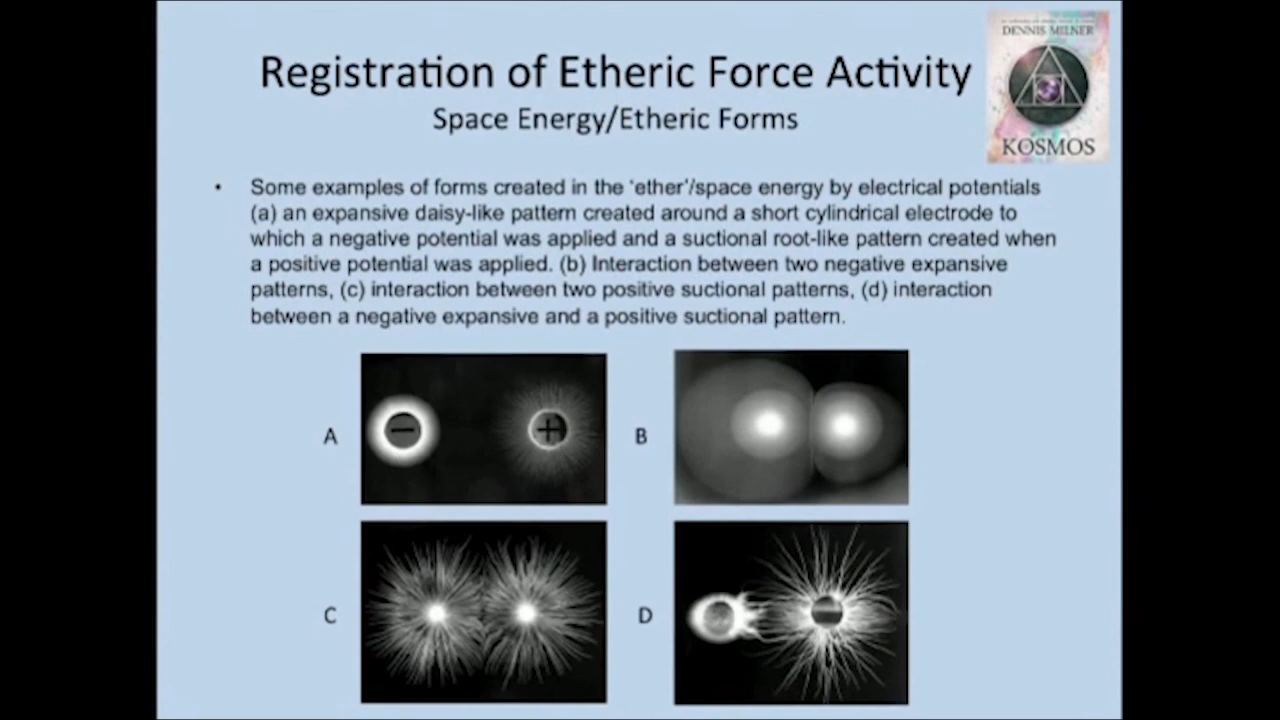 DENNIS MILNER
KOSMOS
Registration of Etheric Force Activity
Space Energy/Etheric Forms
• Some examples of forms created in the ‘ether’/space energy by electrical potentials
(a) an expansive daisy-like pattern created around a short cylindrical electrode to
which a negative potential was applied and a suctional root-like pattern created when
a positive potential was applied. (b) Interaction between two negative expansive
patterns, (c) interaction between two positive suctional patterns, (d) interaction
between a negative expansive and a positive suctional pattern.
A
− +
B
C
D